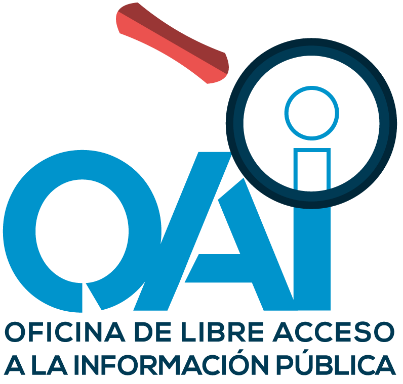 OAi
OFICINA DE LIBRE ACCESO
A LA INFORMACIÓN PÚBLICA